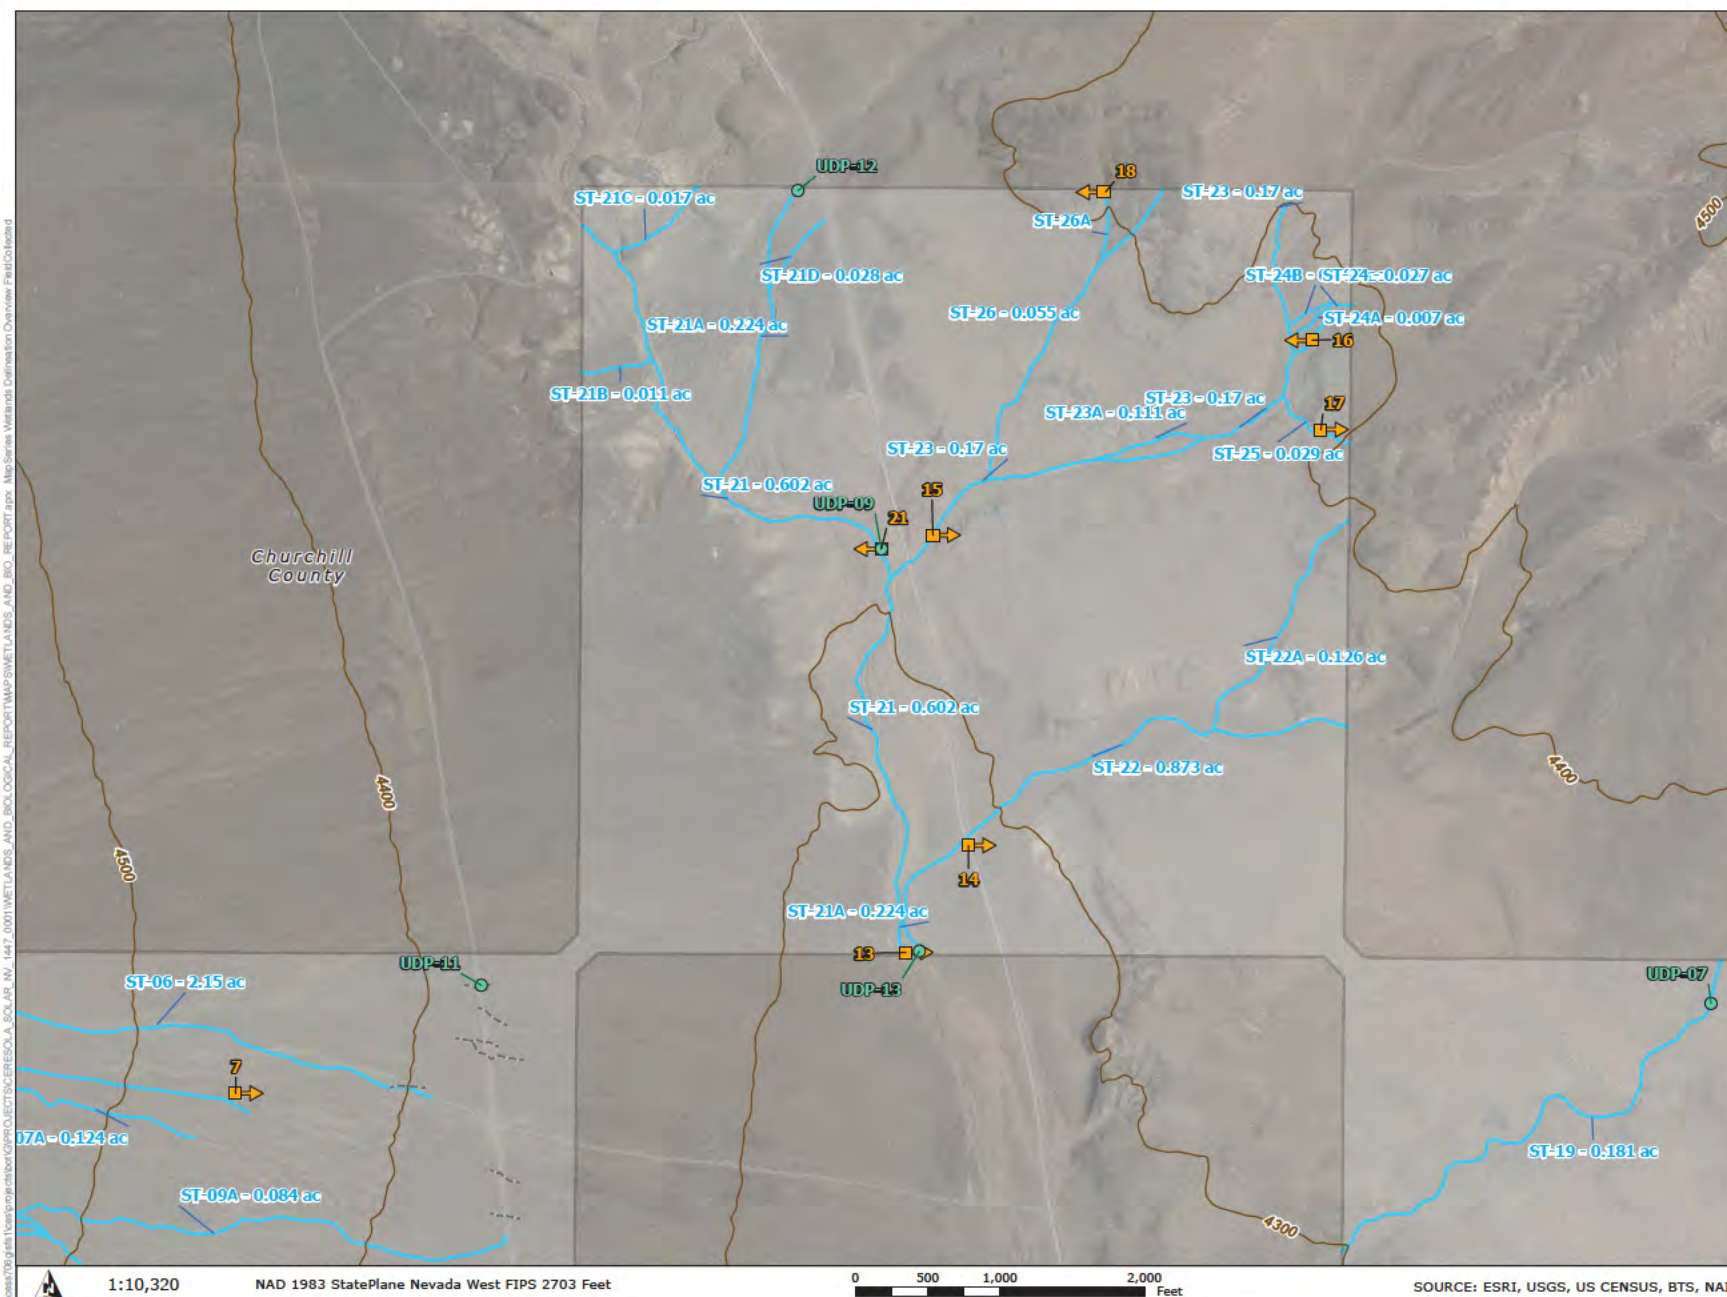 UDP-12
18
ST-21C - 0.017 ac
ST-23 - 0.17 ac
ST-26A
4500
ST-21D - 0.028 ac
ST-24B -
ST-24
0.027 ac
ST-26 - 0.055 ac
ST-21A - 0.224 ac
ST-24A - 0.007 ac
16
ST-21B - 0.011 ac
ST-23 - 0.17 ac
17
ST-23A - 0.111 ac
ST-23 - 0.17 ac
ST-25 - 0.029 ac
ST-21 - 0.602 ac
15
UDP-09
21
Churchill
County
ST-22A - 0.126 ac
ST-21 - 0.602 ac
ST-22 - 0.873 ac
4400
4400
4500
14
ST-21A - 0.224 ac
13
UDP-11
UDP-07
ST-06 - 2.15 ac
UDP-13
7
07A - 0.124 ac
ST-19 - 0.181 ac
ST-09A - 0.084 ac
4300
1:10,320
NAD 1983 StatePlane Nevada West FIPS 2703 Feet
0 500 1,000 2,000
Feet
SOURCE: ESRI, USGS, US CENSUS, BTS, NAI